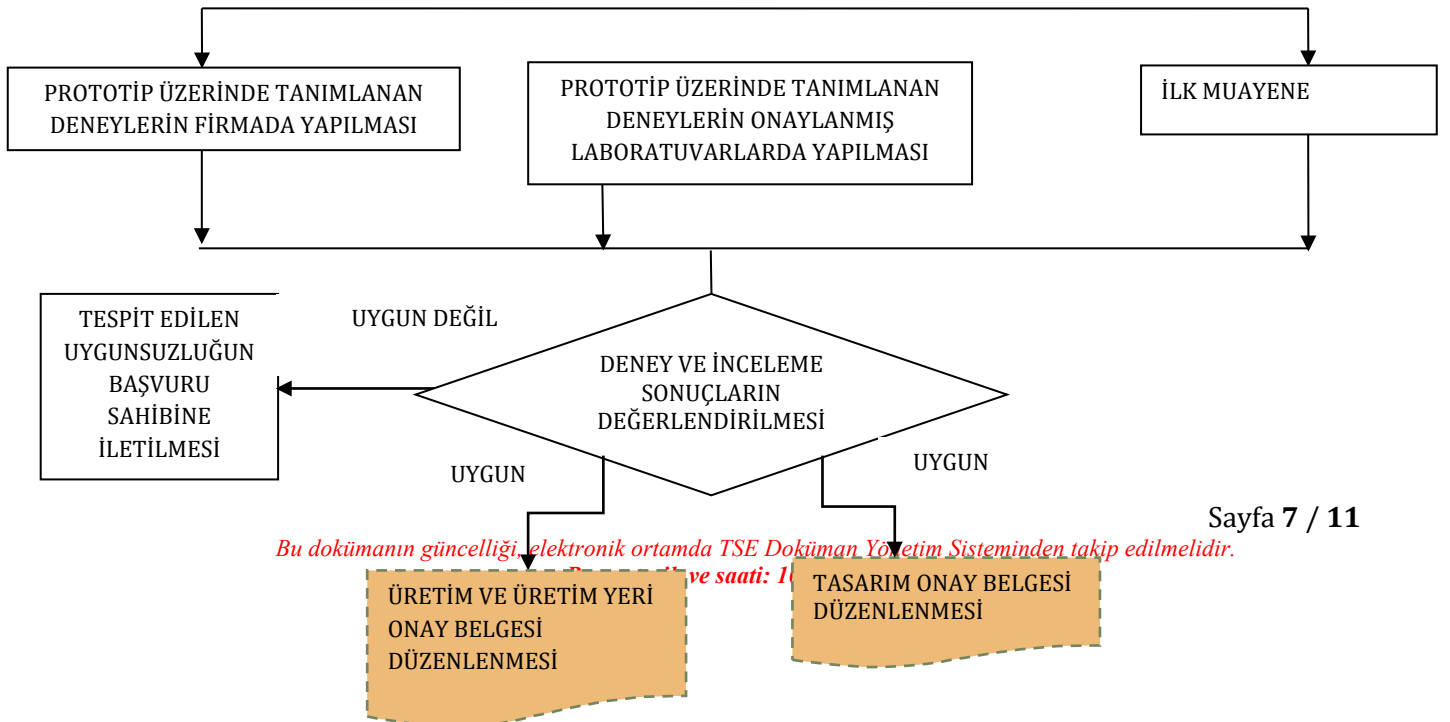 PROTOTİP ÜZERİNDE TANIMLANAN
DENEYLERİN FİRMADA YAPILMASI
PROTOTİP ÜZERİNDE TANIMLANAN
DENEYLERİN ONAYLANMIŞ
LABORATUVARLARDA YAPILMASI
İLK MUAYENE
TESPİT EDİLEN
UYGUNSUZLUĞUN
BAŞVURU
SAHİBİNE
İLETİLMESİ
UYGUN DEĞİL
DENEY VE İNCELEME
SONUÇLARIN
DEĞERLENDİRİLMESİ
UYGUN
UYGUN
Sayfa 7 / 11
Bu dokümanın güncelliği, elektronik ortamda TSE Doküman Yönetim Sisteminden takip edilmelidir.
ve saati:
ÜRETİM VE ÜRETİM YERİ
ONAY BELGESİ
DÜZENLENMESİ
TASARIM ONAY BELGESİ
DÜZENLENMESİ